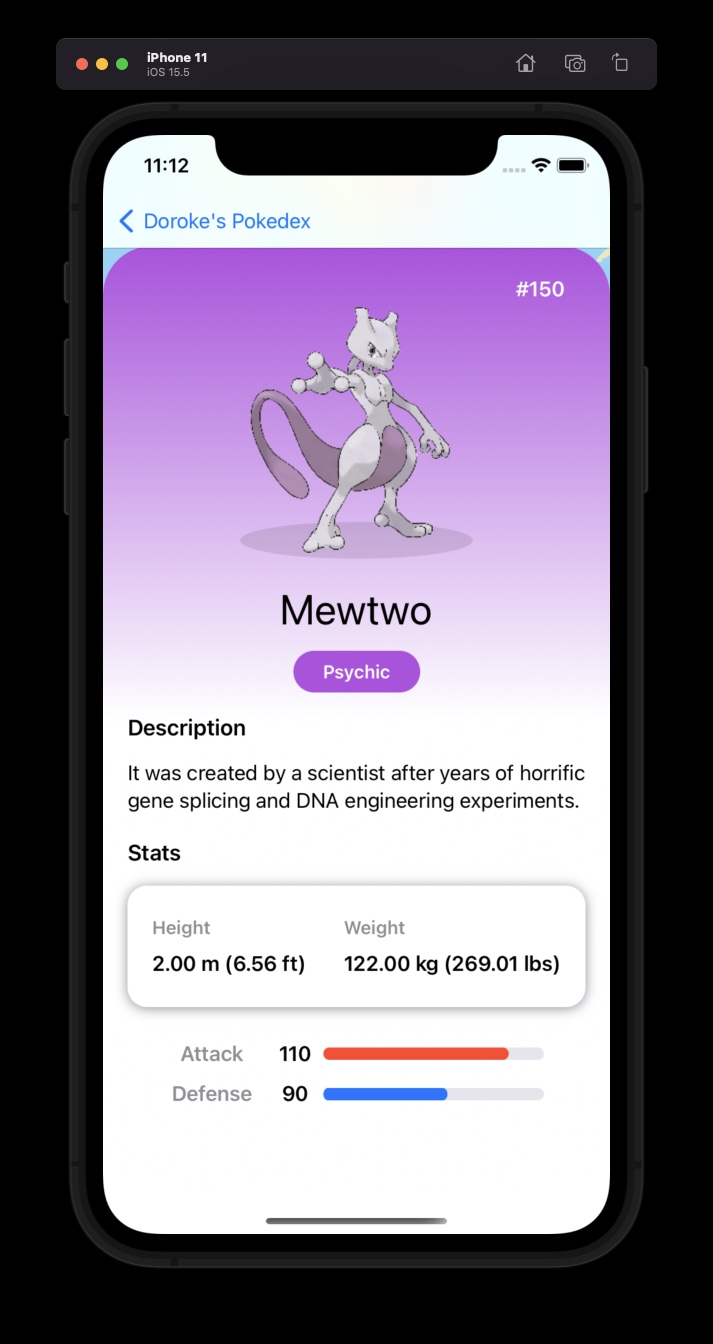 iPhone 11
iOS 15.5
11:12
Doroke's Pokedex
#150
Mewtwo
Psychic
Description
It was created by a scientist after years of horrific
gene splicing and DNA engineering experiments.
Stats
Height Weight
2.00 m (6.56 ft) 122.00 kg (269.01 lbs)
Attack 110
Defense 90